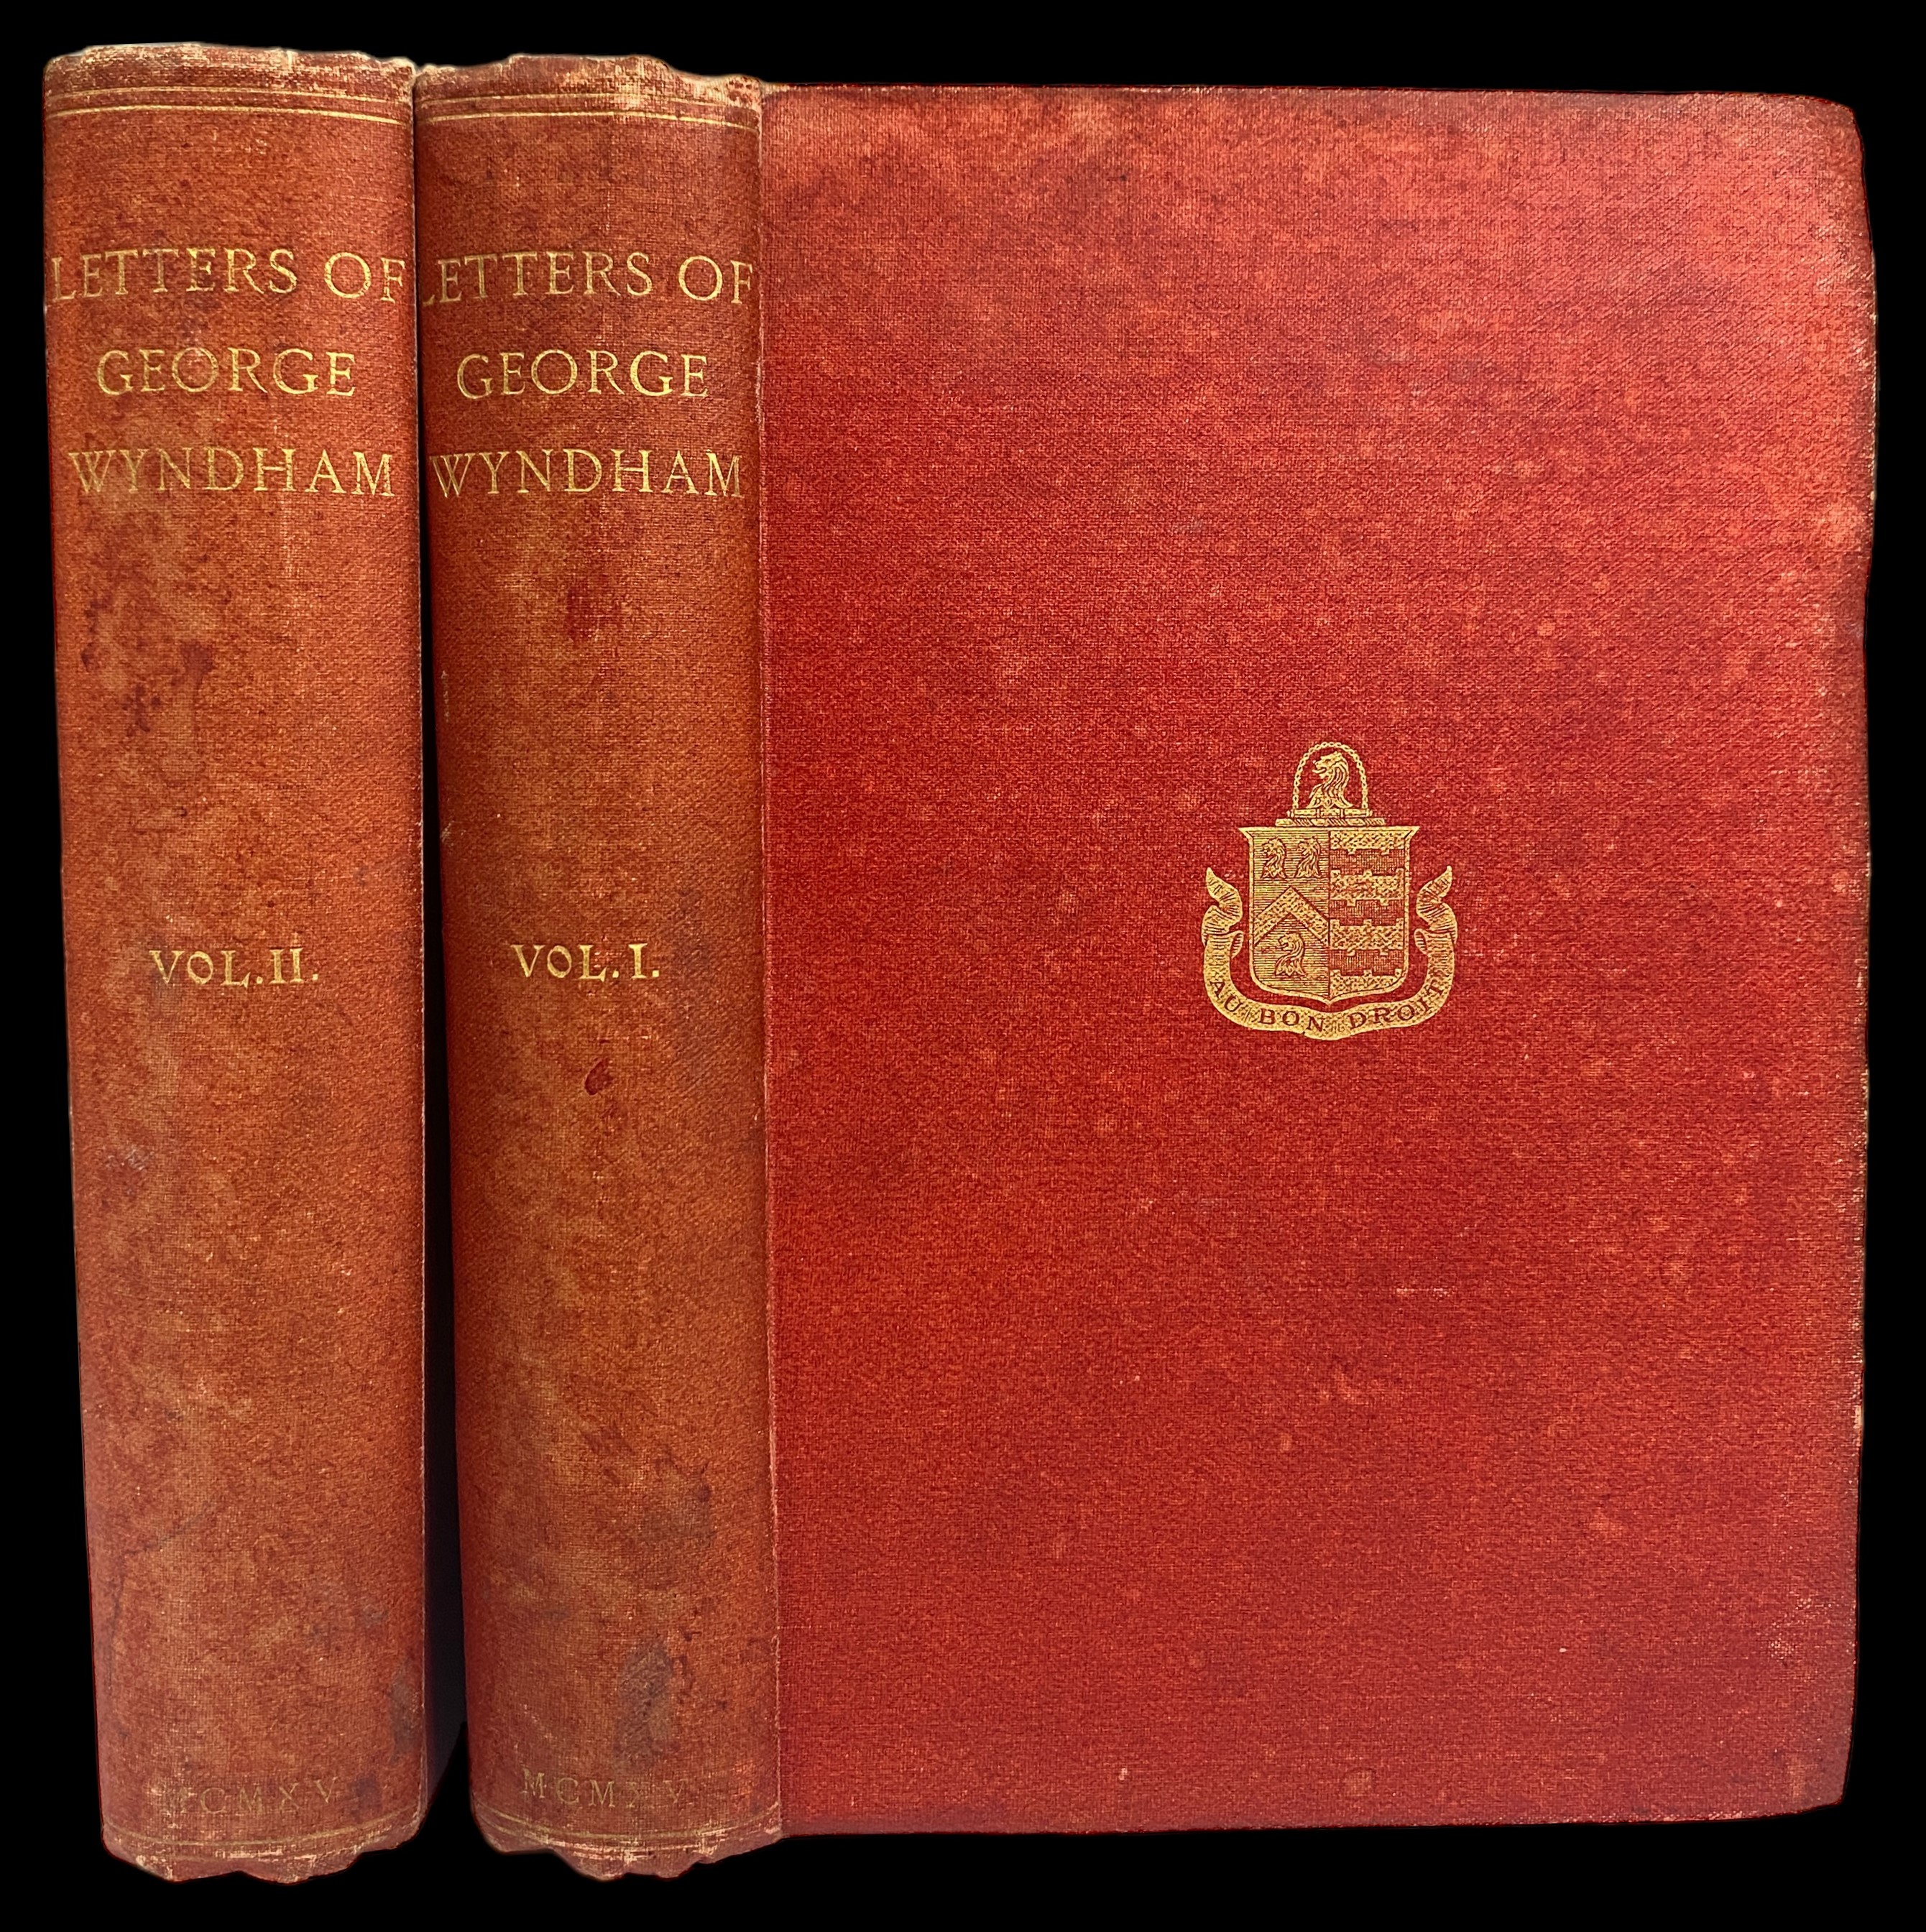 LETTERS OF
GEORGE
WYNDHAM
VOL.II.
MCMXV
LETTERS OF
GEORGE
WYNDHAM
VOL.I.
MCMXV
AU BON DROIT